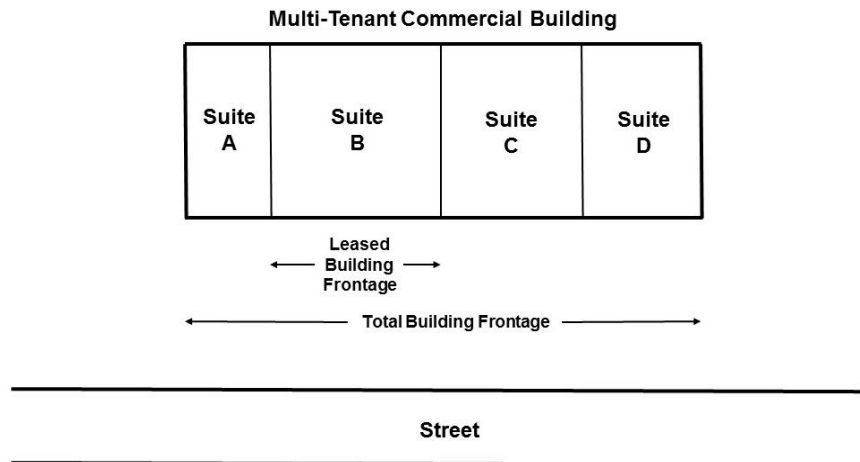 Multi-Tenant Commercial Building
Suite
A
Suite
B
Suite
C
Suite
D
Leased
Building
Frontage
Total Building Frontage
Street